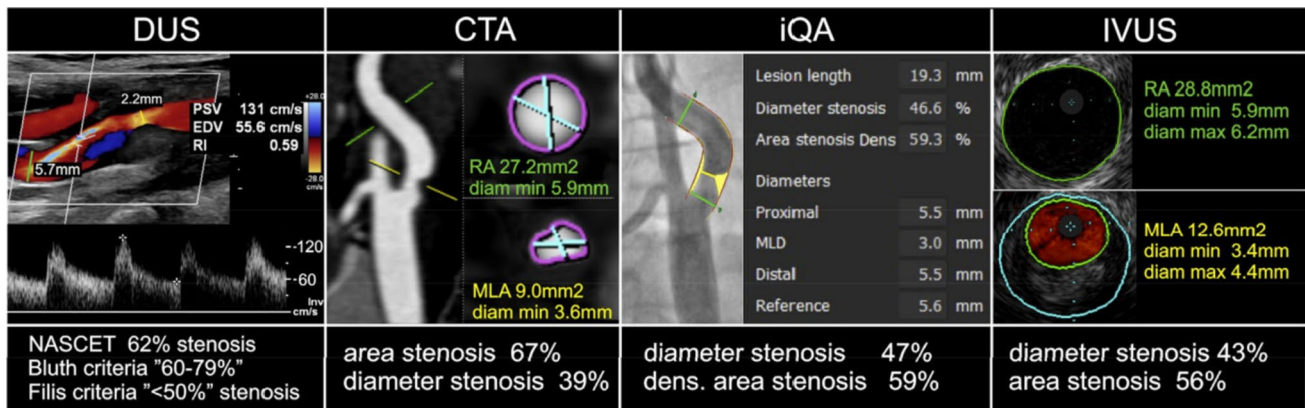 DUS
2.2mm
PSV 131 cm/s
EDV 55.6 cm/s
RI 0.59
+28.0
-28.0
cm/s
5.7mm
-120
-60
Inv
cm/s
NASCET 62% stenosis
Bluth criteria "60-79%"
Filis criteria "<50%" stenosis
CTA
RA 27.2mm2
diam min 5.9mm
MLA 9.0mm2
diam min 3.6mm
area stenosis 67%
diameter stenosis 39%
iQA
Lesion length 19.3 mm
Diameter stenosis 46.6 %
Area stenosis Dens 59.3 %
Diameters
Proximal 5.5 mm
MLD 3.0 mm
Distal 5.5 mm
Reference 5.6 mm
diameter stenosis 47%
dens. area stenosis 59%
IVUS
RA 28.8mm2
diam min 5.9mm
diam max 6.2mm
MLA 12.6mm2
diam min 3.4mm
diam max 4.4mm
diameter stenosis 43%
area stenosis 56%